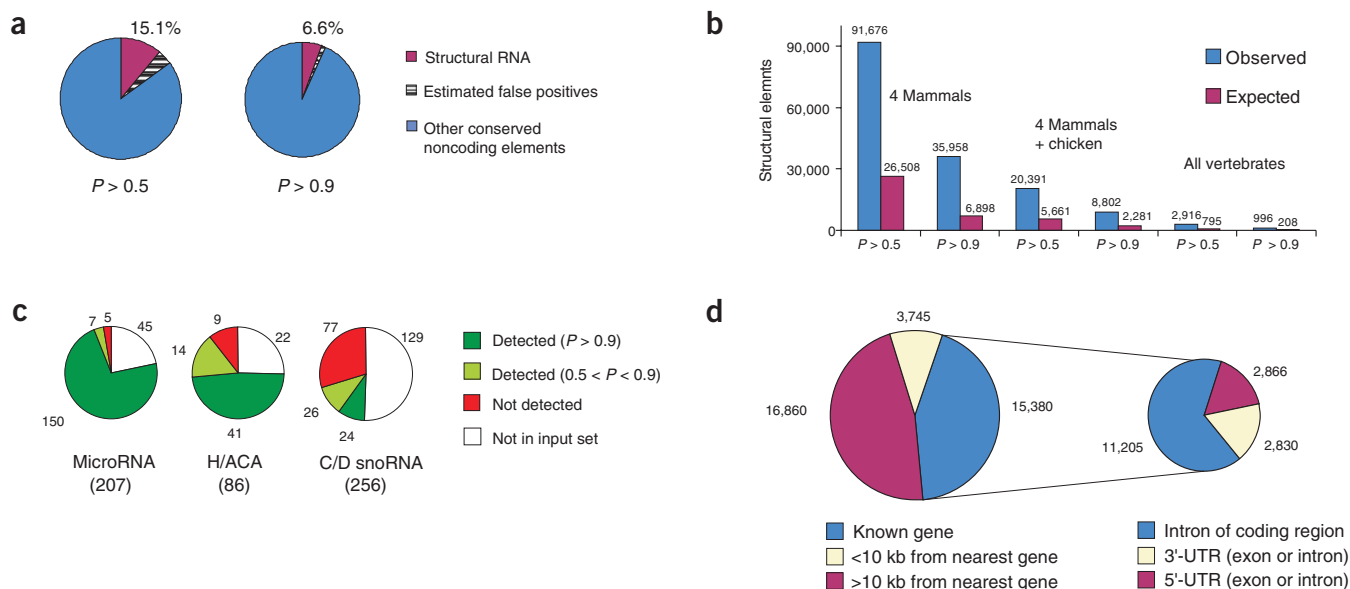 a
15.1%
6.6%
Structural RNA
Estimated false positives
Other conserved
noncoding elements
P > 0.5
P > 0.9
b
Structural elemnts
90,000
60,000
30,000
0
91,676
26,508
35,958
6,898
20,391
5,661
8,802
2,281
2,916
795
996
208
4 Mammals
4 Mammals
+ chicken
All vertebrates
Observed
Expected
P > 0.5
P > 0.9
P > 0.5
P > 0.9
P > 0.5
P > 0.9
c
7
5
45
150
MicroRNA
(207)
9
22
14
41
H/ACA
(86)
77
129
26
24
C/D snoRNA
(256)
Detected (P > 0.9)
Detected (0.5 < P < 0.9)
Not detected
Not in input set
d
3,745
16,860
15,380
2,866
11,205
2,830
Known gene
<10 kb from nearest gene
>10 kb from nearest gene
Intron of coding region
3'-UTR (exon or intron)
5'-UTR (exon or intron)